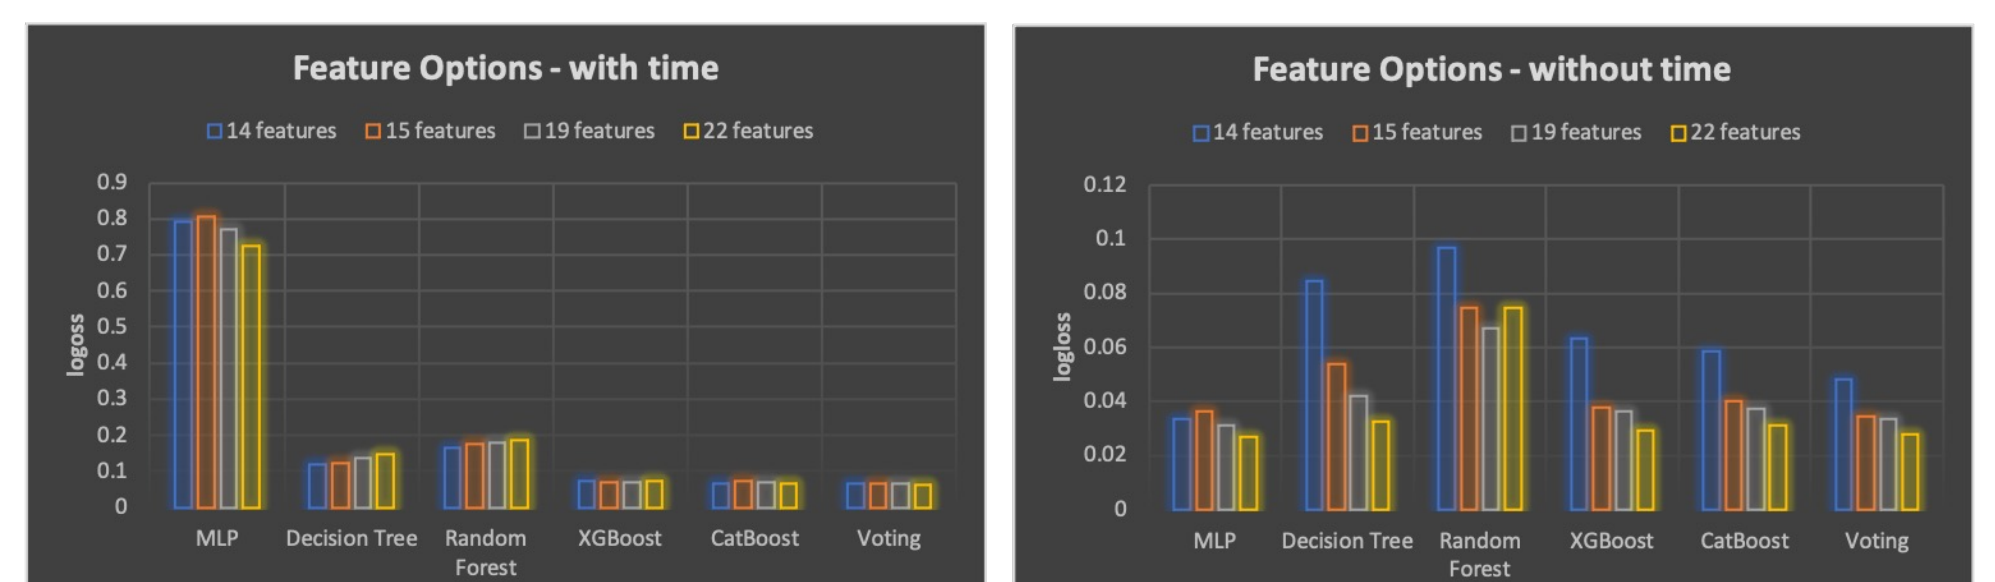 Feature Options - with time
14 features 15 features 19 features 22 features
0.9
0.8
0.7
0.6
0.5
0.4
0.3
0.2
0.1
0
logoss
MLP Decision Tree Random Forest XGBoost CatBoost Voting
Feature Options - without time
14 features 15 features 19 features 22 features
0.12
0.1
0.08
0.06
0.04
0.02
0
logloss
MLP Decision Tree Random Forest XGBoost CatBoost Voting